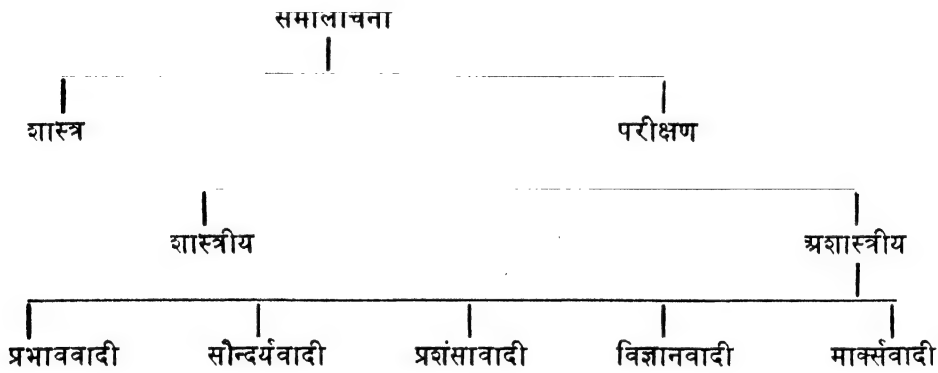 समालोचना
शास्त्र परीक्षण
शास्त्रीय अशास्त्रीय
प्रभाववादी सौन्दर्यवादी प्रशंसावादी विज्ञानवादी मार्क्सवादी